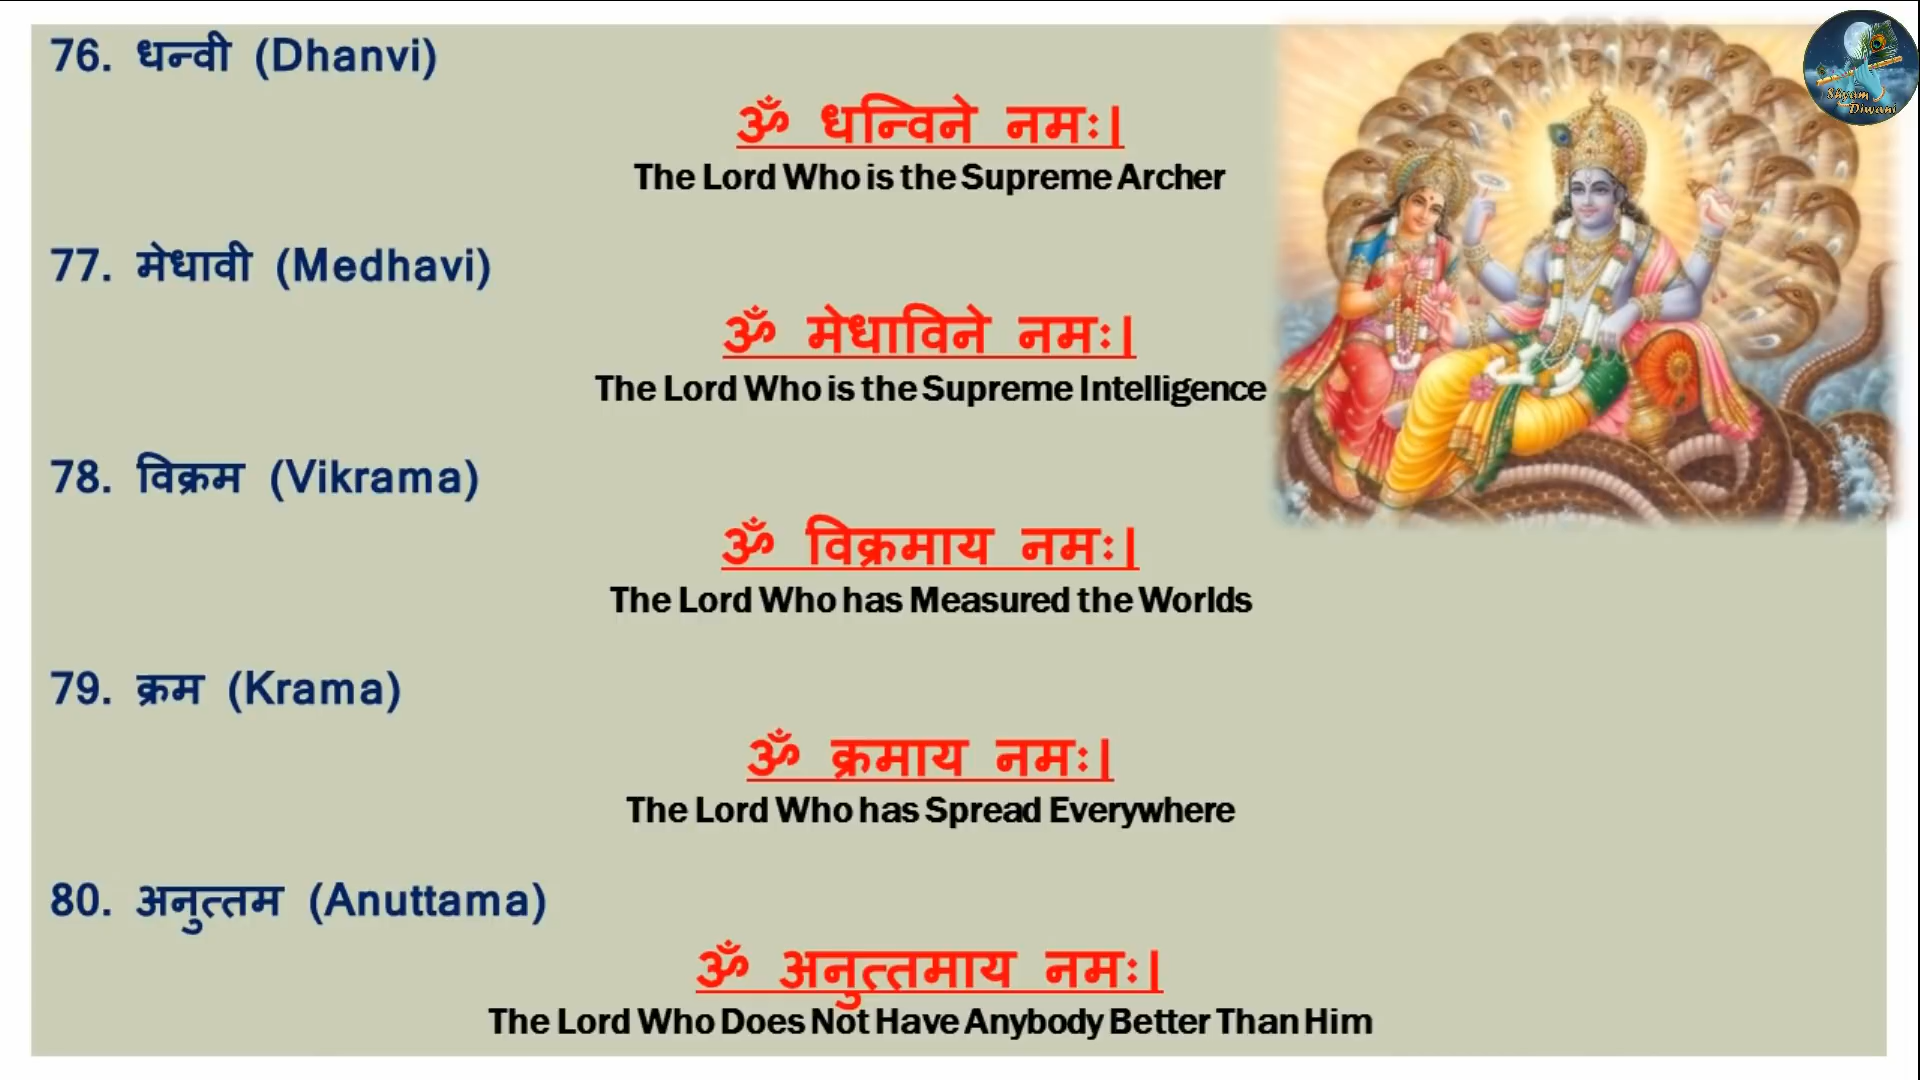 76. धन्वी (Dhanvi)
ॐ धन्विने नमः|
The Lord Who is the Supreme Archer
77. मेधावी (Medhavi)
ॐ मेधाविने नमः|
The Lord Who is the Supreme Intelligence
78. विक्रम (Vikrama)
ॐ विक्रमाय नमः|
The Lord Who has Measured the Worlds
79. क्रम (Krama)
ॐ क्रमाय नमः|
The Lord Who has Spread Everywhere
80. अनुत्तम (Anuttama)
ॐ अनुत्तमाय नमः|
The Lord Who Does Not Have Anybody Better Than Him
Shyam
Diwani